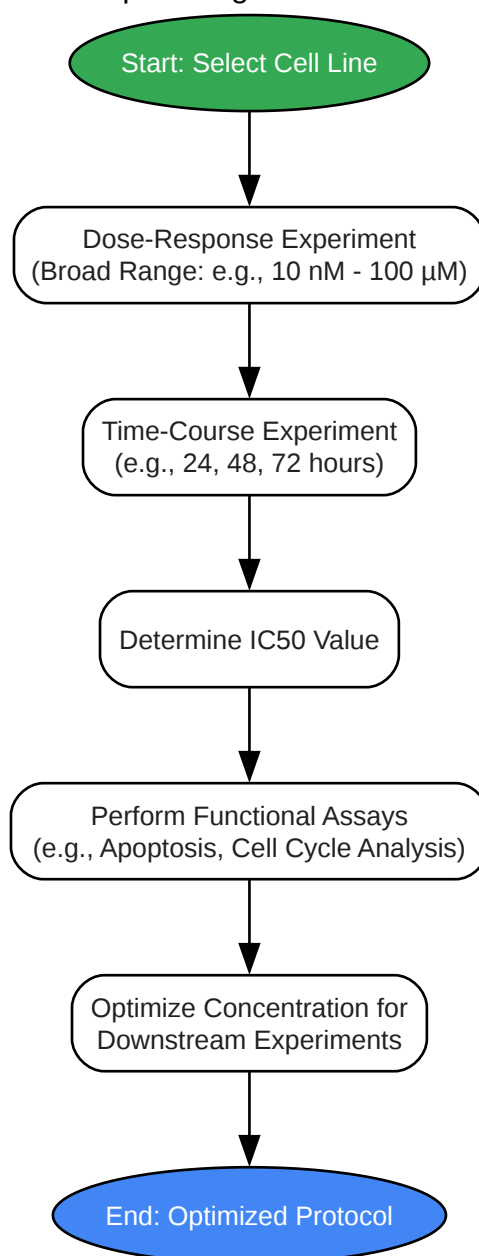 Start: Select Cell Line
Dose-Response Experiment
(Broad Range: e.g., 10 nM - 100 µM)
Time-Course Experiment
(e.g., 24, 48, 72 hours)
Determine IC50 Value
Perform Functional Assays
(e.g., Apoptosis, Cell Cycle Analysis)
Optimize Concentration for
Downstream Experiments
End: Optimized Protocol